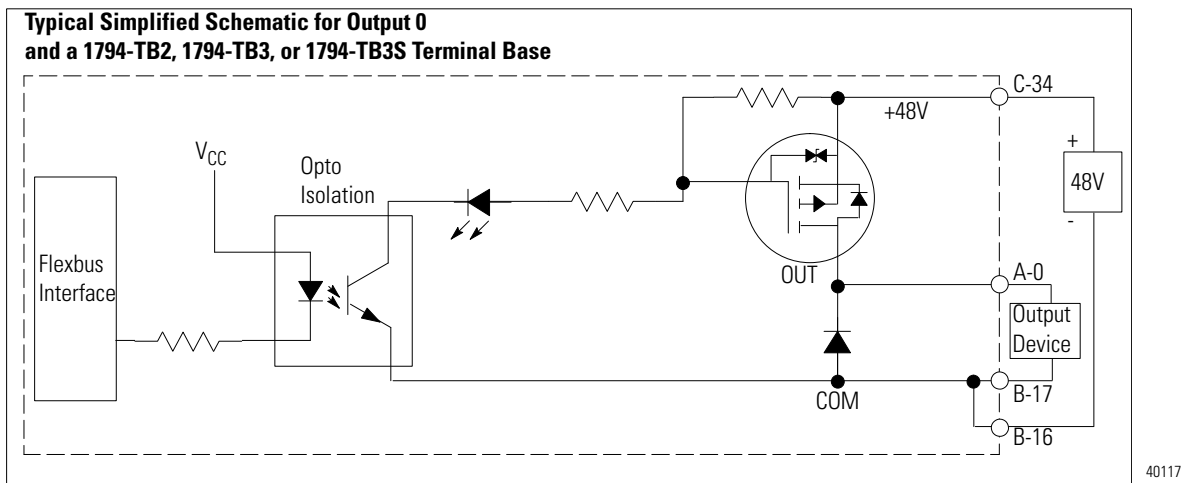 Typical Simplified Schematic for Output 0
and a 1794-TB2, 1794-TB3, or 1794-TB3S Terminal Base
C-34
+48V
VCC
Opto
Isolation
+
48V
-
Flexbus
Interface
OUT
A-0
Output
Device
COM
B-17
B-16
40117